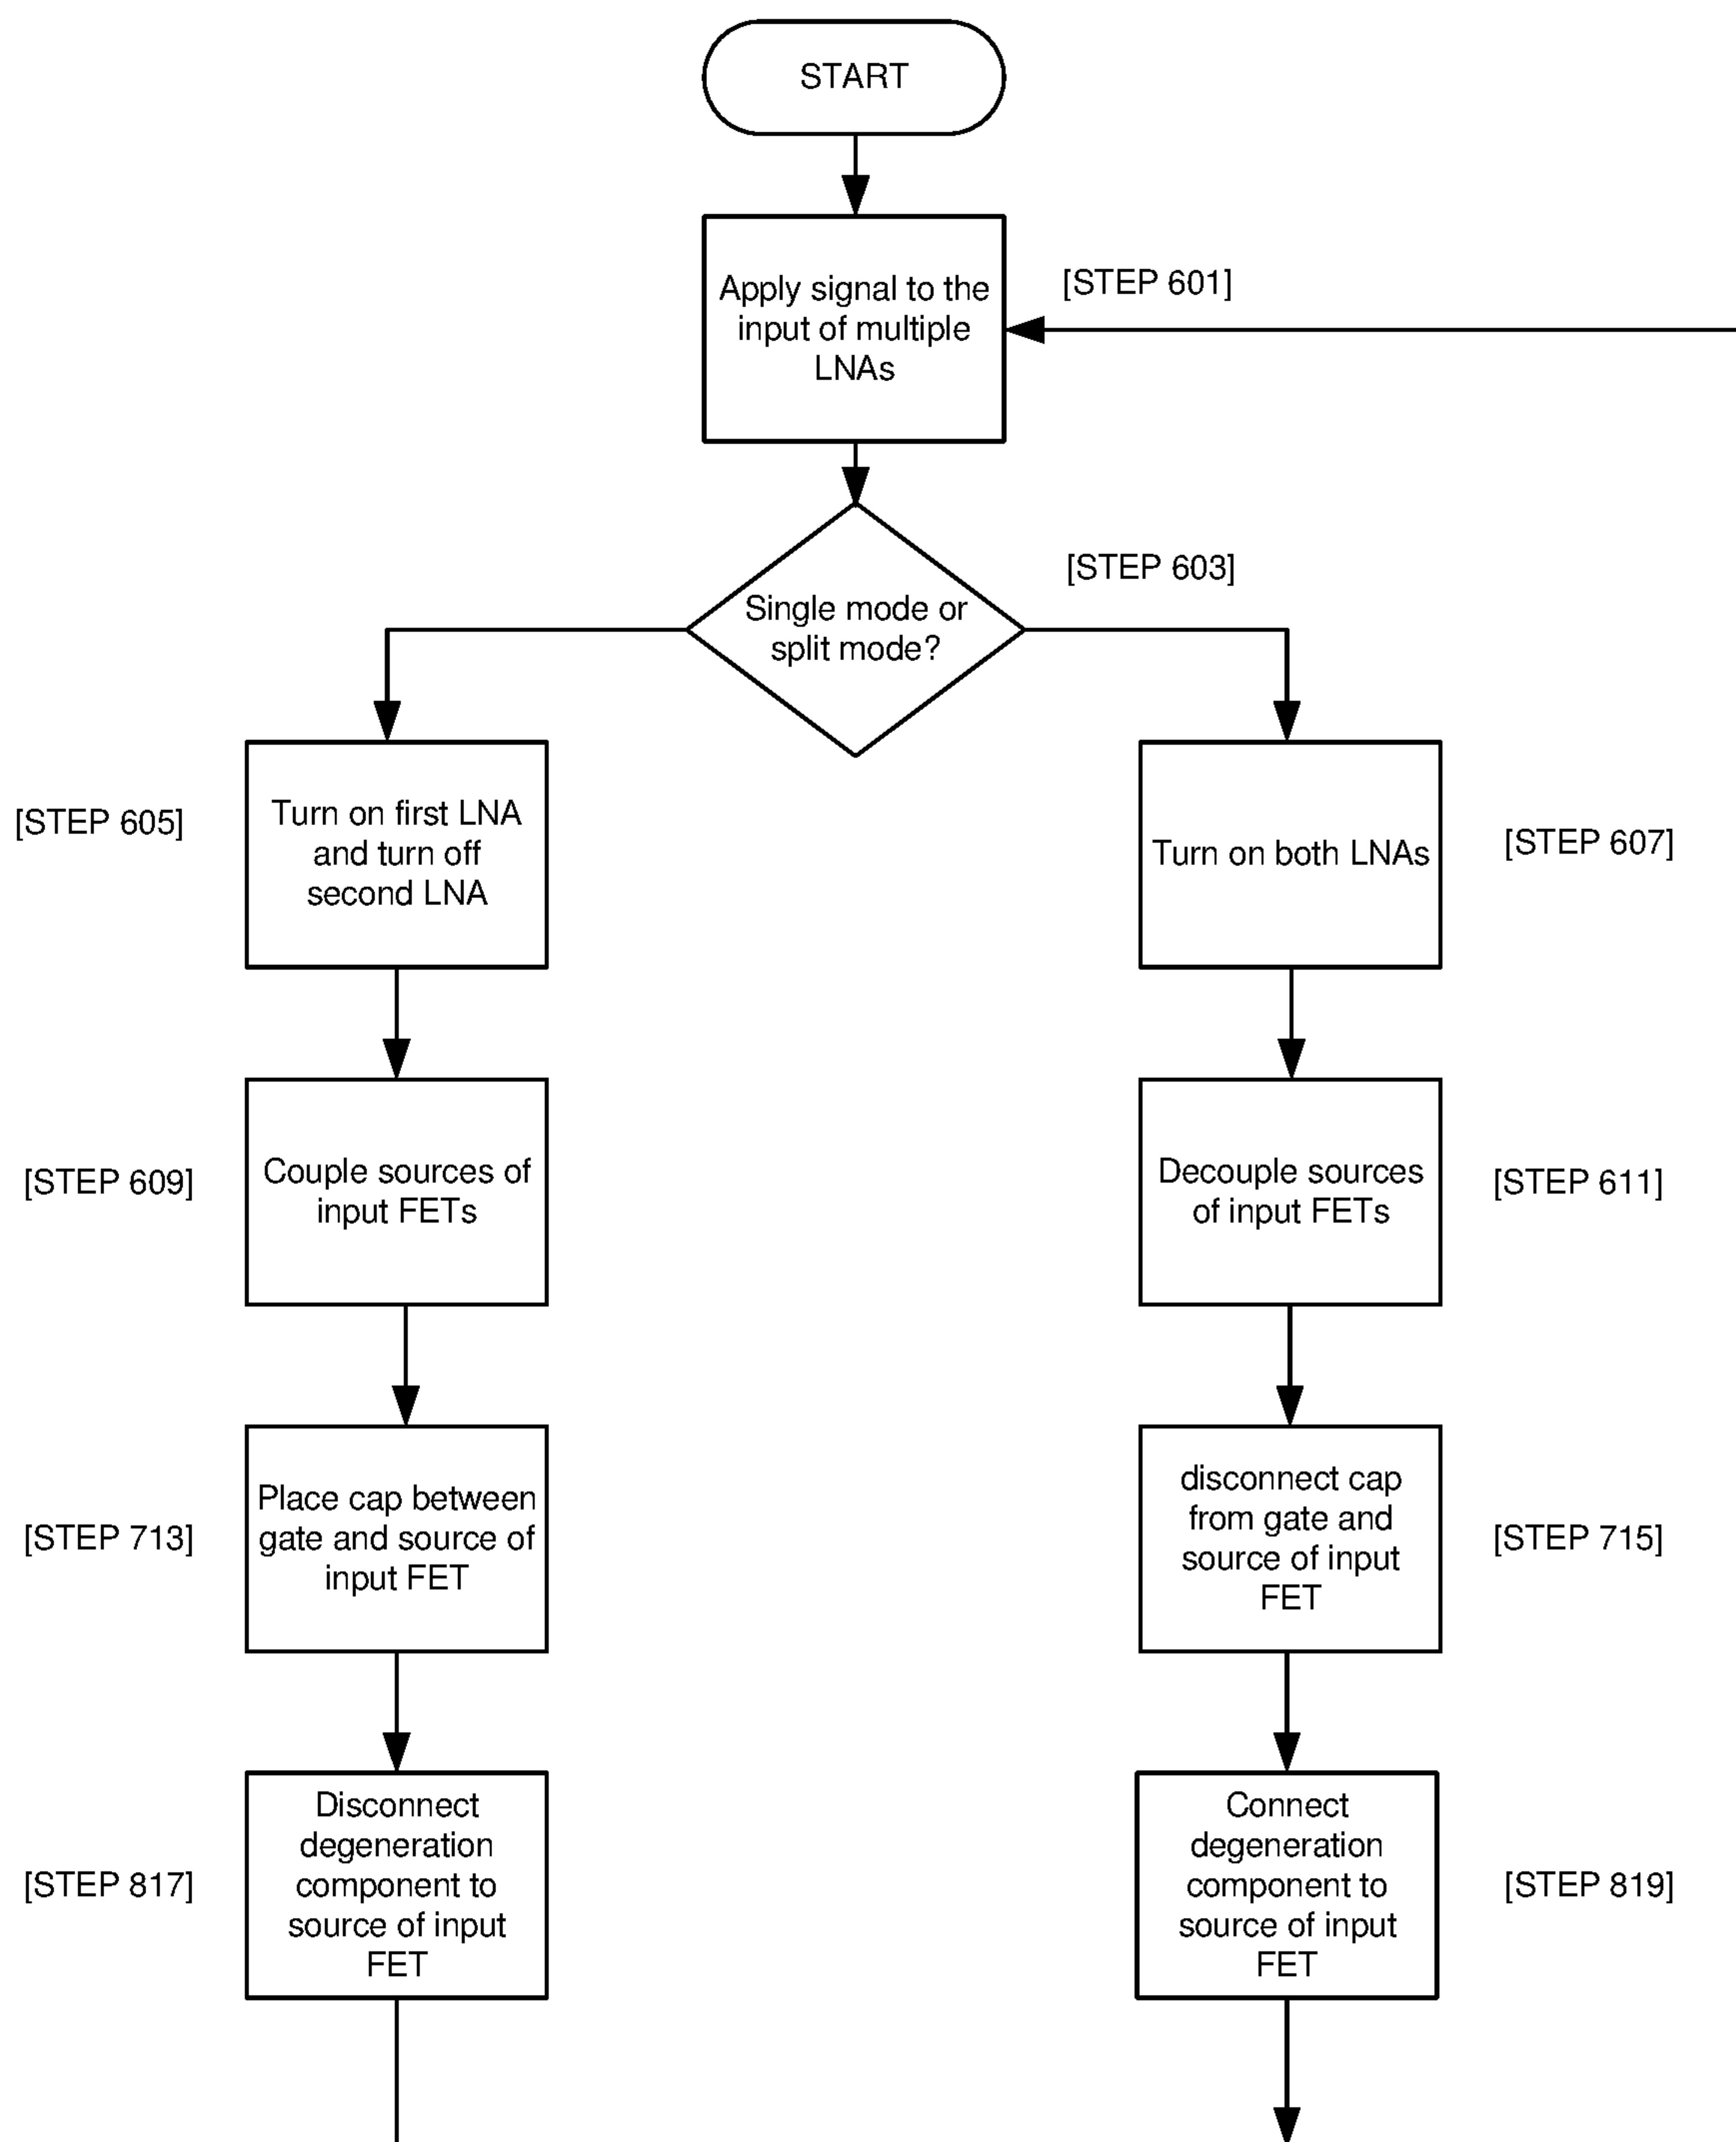 START
Apply signal to the
input of multiple
LNAs
[STEP 601]
Single mode or
split mode?
[STEP 603]
[STEP 605]
Turn on first LNA
and turn off
second LNA
Turn on both LNAs
[STEP 607]
[STEP 609]
Couple sources of
input FETs
Decouple sources
of input FETs
[STEP 611]
[STEP 713]
Place cap between
gate and source of
input FET
disconnect cap
from gate and
source of input
FET
[STEP 715]
[STEP 817]
Disconnect
degeneration
component to
source of input
FET
Connect
degeneration
component to
source of input
FET
[STEP 819]